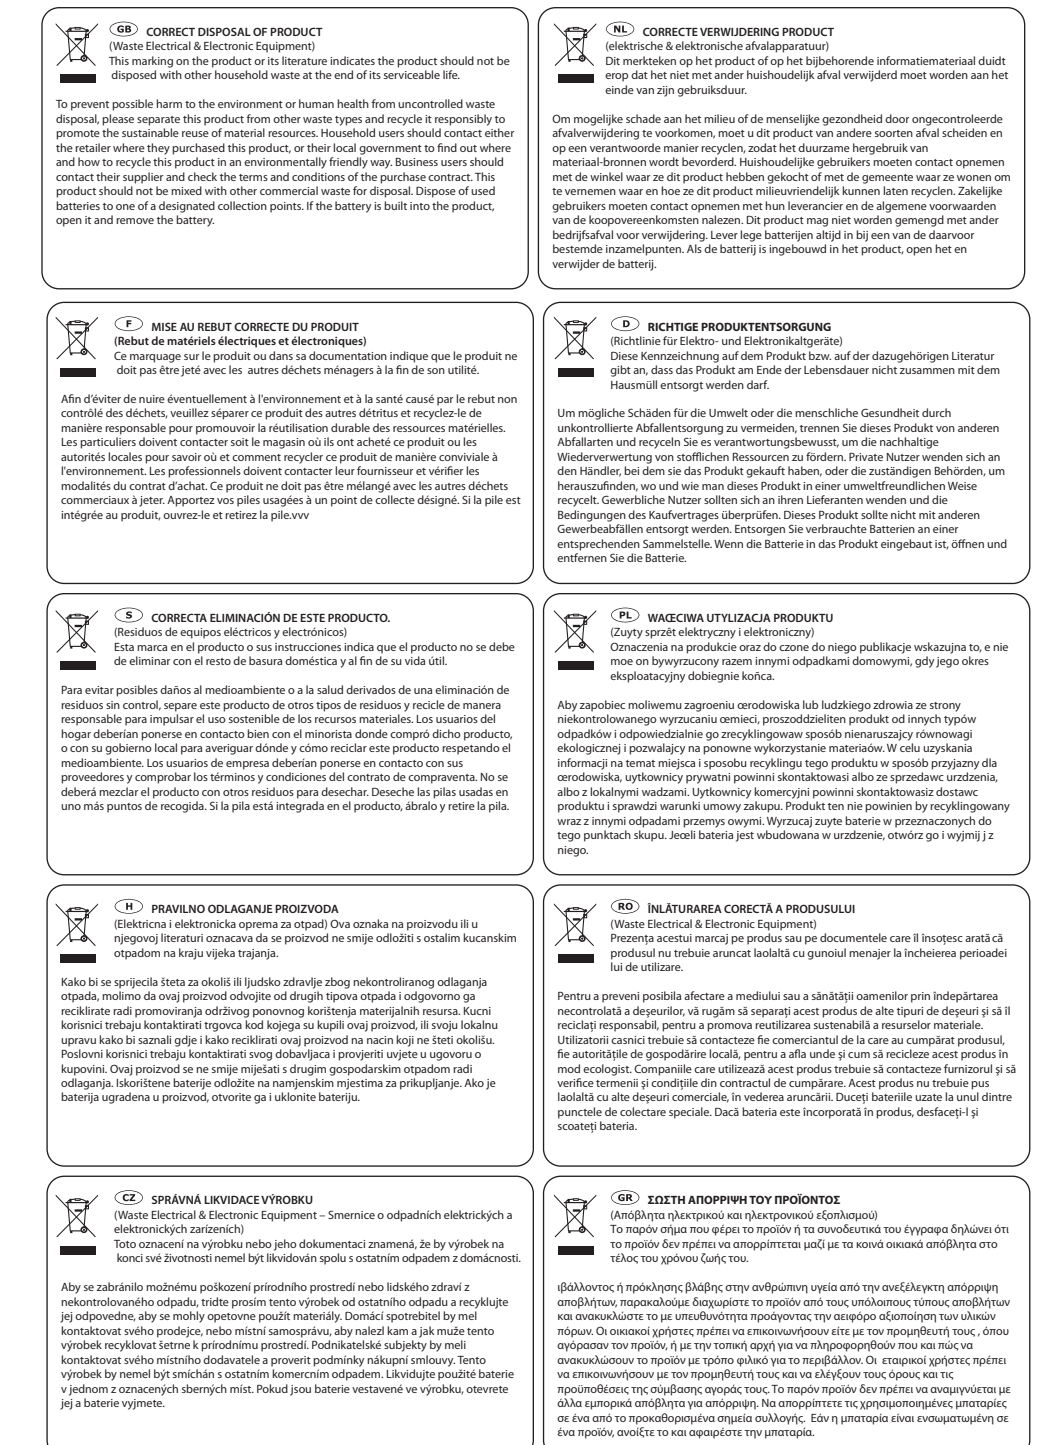 GB CORRECT DISPOSAL OF PRODUCT
(Waste Electrical & Electronic Equipment)
This marking on the product or its literature indicates the product should not be
disposed with other household waste at the end of its serviceable life.
To prevent possible harm to the environment or human health from uncontrolled waste
disposal, please separate this product from other waste types and recycle it responsibly to
promote the sustainable reuse of material resources. Household users should contact either
the retailer where they purchased this product, or their local government to find out where
and how to recycle this product in an environmentally friendly way. Business users should
contact their supplier and check the terms and conditions of the purchase contract. This
product should not be mixed with other commercial waste for disposal. Dispose of used
batteries to one of a designated collection points. If the battery is built into the product,
open it and remove the battery.
NL CORRECTE VERWIJDERING PRODUCT
(elektrische & elektronische afvalapparatuur)
Dit merkteken op het product of op het bijbehorende informatiemateriaal duidt
erop dat het niet met ander huishoudelijk afval verwijderd moet worden aan het
einde van zijn gebruiksduur.
Om mogelijke schade aan het milieu of de menselijke gezondheid door ongecontroleerde
afvalverwijdering te voorkomen, moet u dit product van andere soorten afval scheiden en
op een verantwoorde manier recyclen, zodat het duurzame hergebruik van
materiaal-bronnen wordt bevorderd. Huishoudelijke gebruikers moeten contact opnemen
met de winkel waar ze dit product hebben gekocht of met de gemeente waar ze wonen om
te vernemen waar en hoe ze dit product milieuvriendelijk kunnen laten recyclen. Zakelijke
gebruikers moeten contact opnemen met hun leverancier en de algemene voorwaarden
van de koopovereenkomsten nalezen. Dit product mag niet worden gemengd met ander
bedrijfsafval voor verwijdering. Lever lege batterijen altijd in bij een van de daarvoor
bestemde inzamelpunten. Als de batterij is ingebouwd in het product, open het en
verwijder de batterij.
F MISE AU REBUT CORRECTE DU PRODUIT
(Rebut de matériels électriques et électroniques)
Ce marquage sur le produit ou dans sa documentation indique que le produit ne
doit pas être jeté avec les autres déchets ménagers à la fin de son utilité.
Afin d'éviter de nuire éventuellement à l'environnement et à la santé causé par le rebut non
contrôlé des déchets, veuillez séparer ce produit des autres détritus et recyclez-le de
manière responsable pour promouvoir la réutilisation durable des ressources matérielles.
Les particuliers doivent contacter soit le magasin où ils ont acheté ce produit ou les
autorités locales pour savoir où et comment recycler ce produit de manière conviviale à
l'environnement. Les professionnels doivent contacter leur fournisseur et vérifier les
modalités du contrat d'achat. Ce produit ne doit pas être mélangé avec les autres déchets
commerciaux à jeter. Apportez vos piles usagées à un point de collecte désigné. Si la pile est
intégrée au produit, ouvrez-le et retirez la pile.vvv
D RICHTIGE PRODUKTENTSORGUNG
(Richtlinie für Elektro- und Elektronikaltgeräte)
Diese Kennzeichnung auf dem Produkt bzw. auf der dazugehörigen Literatur
gibt an, dass das Produkt am Ende der Lebensdauer nicht zusammen mit dem
Hausmüll entsorgt werden darf.
Um mögliche Schäden für die Umwelt oder die menschliche Gesundheit durch
unkontrollierte Abfallentsorgung zu vermeiden, trennen Sie dieses Produkt von anderen
Abfallarten und recyceln Sie es verantwortungsbewusst, um die nachhaltige
Wiederverwertung von stofflichen Ressourcen zu fördern. Private Nutzer wenden sich an
den Händler, bei dem sie das Produkt gekauft haben, oder die zuständigen Behörden, um
herauszufinden, wo und wie man dieses Produkt in einer umweltfreundlichen Weise
recycelt. Gewerbliche Nutzer sollten sich an ihren Lieferanten wenden und die
Bedingungen des Kaufvertrages überprüfen. Dieses Produkt sollte nicht mit anderen
Gewerbeabfällen entsorgt werden. Entsorgen Sie verbrauchte Batterien an einer
entsprechenden Sammelstelle. Wenn die Batterie in das Produkt eingebaut ist, öffnen und
entfernen Sie die Batterie.
S CORRECTA ELIMINACIÓN DE ESTE PRODUCTO.
(Residuos de equipos eléctricos y electrónicos)
Esta marca en el producto o sus instrucciones indica que el producto no se debe
de eliminar con el resto de basura doméstica y al fin de su vida útil.
Para evitar posibles daños al medioambiente o a la salud derivados de una eliminación de
residuos sin control, separe este producto de otros tipos de residuos y recicle de manera
responsable para impulsar el uso sostenible de los recursos materiales. Los usuarios del
hogar deberían ponerse en contacto bien con el minorista donde compró dicho producto,
o con su gobierno local para averiguar dónde y cómo reciclar este producto respetando el
medioambiente. Los usuarios de empresa deberían ponerse en contacto con sus
proveedores y comprobar los términos y condiciones del contrato de compraventa. No se
deberá mezclar el producto con otros residuos para desechar. Deseche las pilas usadas en
uno más puntos de recogida. Si la pila está integrada en el producto, ábralo y retire la pila.
PL WAŒCIWA UTYLIZACJA PRODUKTU
(Zuyty sprzêt elektryczny i elektroniczny)
Oznaczenia na produkcie oraz do czone do niego publikacje wskazujna to, e nie
moe on bywyrzucony razem innymi odpadkami domowymi, gdy jego okres
eksploatacyjny dobiegnie koñca.
Aby zapobiec moliwemu zagroeniu œrodowiska lub ludzkiego zdrowia ze strony
niekontrolowanego wyrzucaniu œmieci, proszoddzieliten produkt od innych typów
odpadków i odpowiedzialnie go zrecyklingowaw sposób nienaruszajcy równowagi
ekologicznej i pozwalajcy na ponowne wykorzystanie materiaów. W celu uzyskania
informacji na temat miejsca i sposobu recyklingu tego produktu w sposób przyjazny dla
œrodowiska, uytkownicy prywatni powinni skontaktowasi albo ze sprzedawc urzdzenia,
albo z lokalnymi wadzami. Uytkownicy komercyjni powinni skontaktowasiz dostawc
produktu i sprawdzi warunki umowy zakupu. Produkt ten nie powinien by recyklingowany
wraz z innymi odpadami przemys owymi. Wyrzucaj zuyte baterie w przeznaczonych do
tego punktach skupu. Jeœli bateria jest wbudowana w urzdzenie, otwórz go i wyjmij j z
niego.
H PRAVILNO ODLAGANJE PROIZVODA
(Elektricna i elektronicka oprema za otpad) Ova oznaka na proizvodu ili u
njegovoj literaturi oznacava da se proizvod ne smije odložiti s ostalim kucanskim
otpadom na kraju vijeka trajanja.
Kako bi se sprijecila šteta za okoliš ili ljudsko zdravlje zbog nekontroliranog odlaganja
otpada, molimo da ovaj proizvod odvojite od drugih tipova otpada i odgovorno ga
reciklirate radi promoviranja održivog ponovnog korištenja materijalnih resursa. Kucni
korisnici trebaju kontaktirati trgovca kod kojega su kupili ovaj proizvod, ili svoju lokalnu
upravu kako bi saznali gdje i kako reciklirati ovaj proizvod na nacin koji ne šteti okolišu.
Poslovni korisnici trebaju kontaktirati svog dobavljaca i provjeriti uvjete u ugovoru o
kupovini. Ovaj proizvod se ne smije miješati s drugim gospodarskim otpadom radi
odlaganja. Iskorištene baterije odložite na namjenskim mjestima za prikupljanje. Ako je
baterija ugradena u proizvod, otvorite ga i uklonite bateriju.
RO ÎNLĂTURAREA CORECTĂ A PRODUSULUI
(Waste Electrical & Electronic Equipment)
Prezența acestui marcaj pe produs sau pe documentele care îl însoțesc arată că
produsul nu trebuie aruncat laolaltă cu gunoiul menajer la încheierea perioadei
lui de utilizare.
Pentru a preveni posibila afectare a mediului sau a sănătății oamenilor prin îndepărtarea
necontrolată a deșeurilor, vă rugăm să separați acest produs de alte tipuri de deșeuri și să îl
reciclați responsabil, pentru a promova reutilizarea sustenabilă a resurselor materiale.
Utilizatorii casnici trebuie să contacteze fie comerciantul de la care au cumpărat produsul,
fie autoritățile de gospodărire locală, pentru a afla unde și cum să recicleze acest produs în
mod ecologist. Companiile care utilizează acest produs trebuie să contacteze furnizorul și să
verifice termenii și condițiile din contractul de cumpărare. Acest produs nu trebuie pus
laolaltă cu alte deșeuri comerciale, în vederea aruncării. Duceți bateriile uzate la unul dintre
punctele de colectare speciale. Dacă bateria este încorporată în produs, desfaceți-l și
scoateți bateria.
CZ SPRÁVNÁ LIKVIDACE VÝROBKU
(Waste Electrical & Electronic Equipment – Smernice o odpadních elektrických a
elektronických zarízeních)
Toto oznacení na výrobku nebo jeho dokumentaci znamená, že by výrobek na
konci své životnosti nemel být likvidován spolu s ostatním odpadem z domácnosti.
Aby se zabránilo možnému poškození prírodního prostredí nebo lidského zdraví z
nekontrolovaného odpadu, tridte prosím tento výrobek od ostatního odpadu a recyklujte
jej odpovedne, aby se mohly opetovne použít materiály. Domácí spotrebitel by mel
kontaktovat svého prodejce, nebo místní samosprávu, aby nalezl kam a jak muže tento
výrobek recyklovat šetrne k prírodnímu prostredí. Podnikatelské subjekty by meli
kontaktovat svého místního dodavatele a proverit podmínky nákupní smlouvy. Tento
výrobek by nemel být smíchán s ostatním komercním odpadem. Likvidujte použité baterie
v jednom z oznacených sberných míst. Pokud jsou baterie vestavené ve výrobku, otevrete
jej a baterie vyjmete.
GR ΣΩΣΤΗ ΑΠΟΡΡΙΨΗ ΤΟΥ ΠΡΟΪΟΝΤΟΣ
(Απόβλητα ηλεκτρικού και ηλεκτρονικού εξοπλισμού)
Το παρόν σήμα που φέρει το προϊόν ή τα συνοδευτικά του έγγραφα δηλώνει ότι
το προϊόν δεν πρέπει να απορρίπτεται μαζί με τα κοινά οικιακά απόβλητα στο
τέλος του χρόνου ζωής του.
ιβάλλοντος ή πρόκλησης βλάβης στην ανθρώπινη υγεία από την ανεξέλεγκτη απόρριψη
αποβλήτων, παρακαλούμε διαχωρίστε το προϊόν από τους υπόλοιπους τύπους αποβλήτων
και ανακυκλώστε το με υπευθυνότητα προάγοντας την αειφόρο αξιοποίηση των υλικών
πόρων. Οι οικιακοί χρήστες πρέπει να επικοινωνήσουν είτε με τον προμηθευτή τους , όπου
αγόρασαν τον προϊόν, ή με την τοπική αρχή για να πληροφορηθούν που και πώς να
ανακυκλώσουν το προϊόν με τρόπο φιλικό για το περιβάλλον. Οι εταιρικοί χρήστες πρέπει
να επικοινωνήσουν με τον προμηθευτή τους και να ελέγξουν τους όρους και τις
προϋποθέσεις της σύμβασης αγοράς τους. Το παρόν προϊόν δεν πρέπει να αναμιγνύεται με
άλλα εμπορικά απόβλητα για απόρριψη. Να απορρίπτετε τις χρησιμοποιημένες μπαταρίες
σε ένα από το προκαθορισμένα σημεία συλλογής. Εάν η μπαταρία είναι ενσωματωμένη σε
ένα προϊόν, ανοίξτε το και αφαιρέστε την μπαταρία.